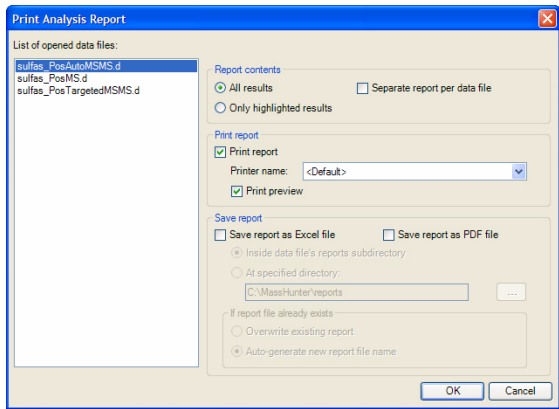 Print Analysis Report
List of opened data files:
sulfas_PosAutoMSMS.d
sulfas_PosMS.d
sulfas_PosTargetedMSMS.d
Report contents
All results
Separate report per data file
Only highlighted results
Print report
Print report
Printer name: <Default>
Print preview
Save report
Save report as Excel file
Save report as PDF file
Inside data file's reports subdirectory
At specified directory:
C:\MassHunter\reports
...
If report file already exists
Overwrite existing report
Auto-generate new report file name
OK
Cancel